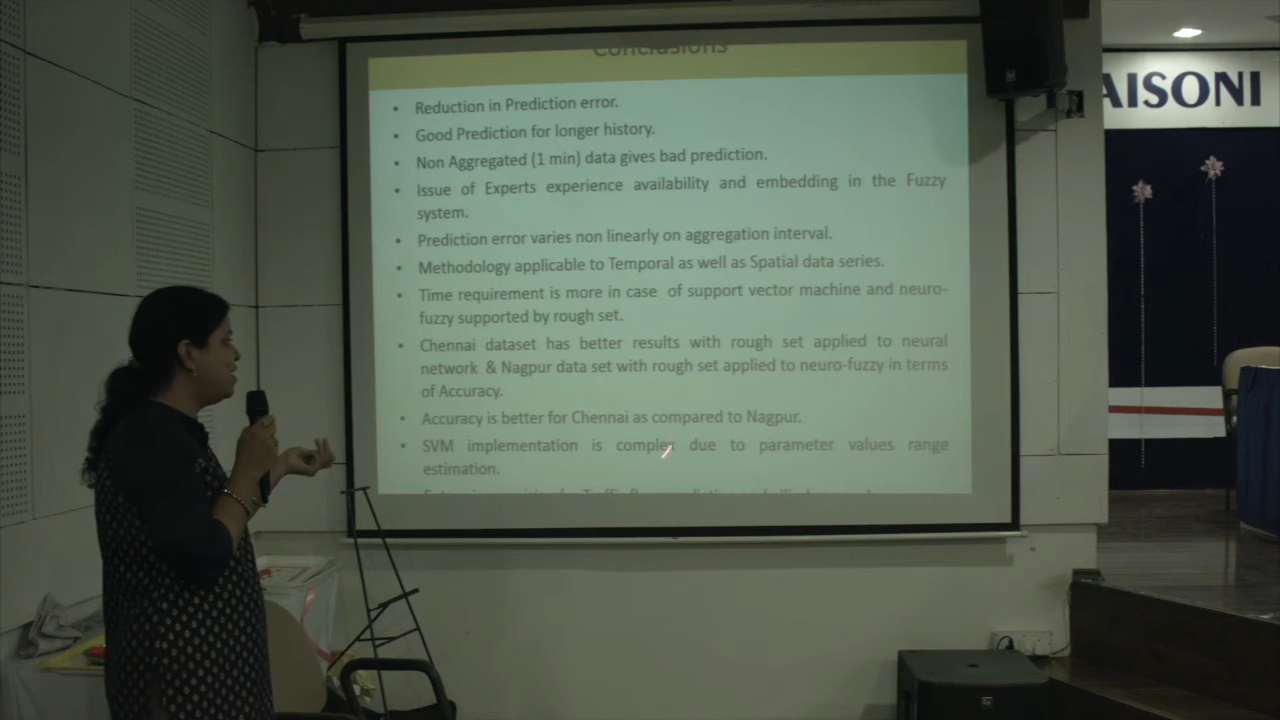 Conclusions
• Reduction in Prediction error.
• Good Prediction for longer history.
• Non Aggregated (1 min) data gives bad prediction.
• Issue of Experts experience availability and embedding in the Fuzzy
system.
• Prediction error varies non linearly on aggregation interval.
• Methodology applicable to Temporal as well as Spatial data series.
• Time requirement is more in case of support vector machine and neuro-
fuzzy supported by rough set.
• Chennai dataset has better results with rough set applied to neural
network & Nagpur data set with rough set applied to neuro-fuzzy in terms
of Accuracy.
• Accuracy is better for Chennai as compared to Nagpur.
• SVM implementation is complex due to parameter values range
estimation.
AISONI